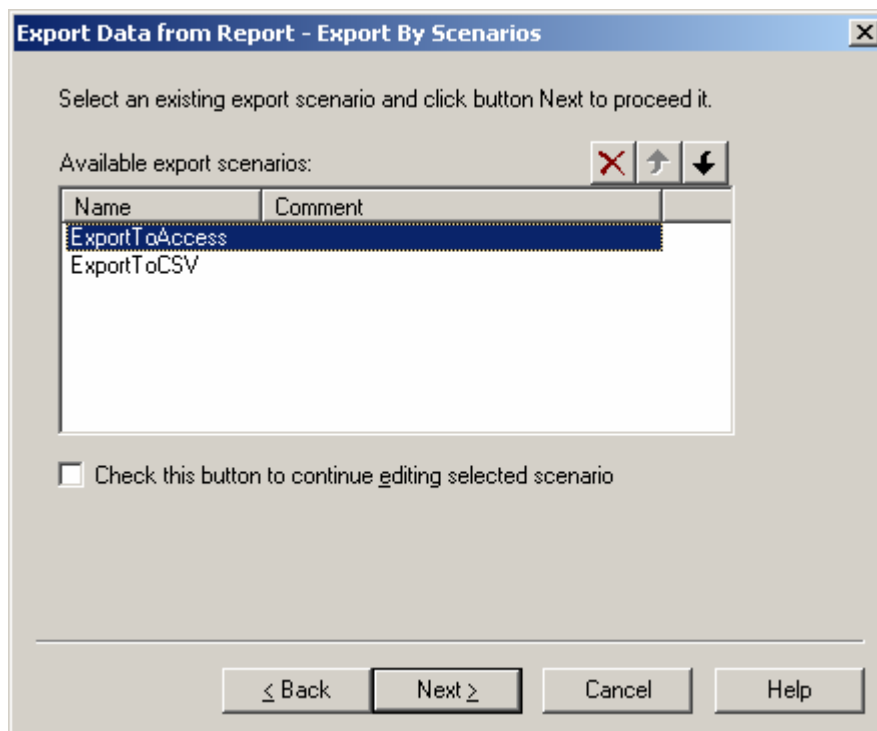 Export Data from Report - Export By Scenarios
Select an existing export scenario and click button Next to proceed it.
Available export scenarios:
Name Comment
ExportToAccess
ExportToCSV
Check this button to continue editing selected scenario
< Back Next > Cancel Help